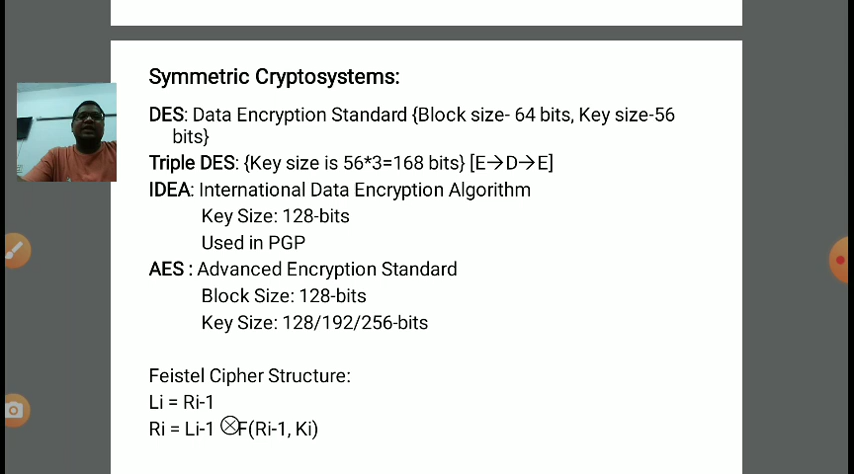 Symmetric Cryptosystems:
DES: Data Encryption Standard {Block size- 64 bits, Key size-56
bits}
Triple DES: {Key size is 56*3=168 bits} [E→D→E]
IDEA: International Data Encryption Algorithm
Key Size: 128-bits
Used in PGP
AES : Advanced Encryption Standard
Block Size: 128-bits
Key Size: 128/192/256-bits
Feistel Cipher Structure:
Li = Ri-1
Ri = Li-1 ⊗F(Ri-1, Ki)